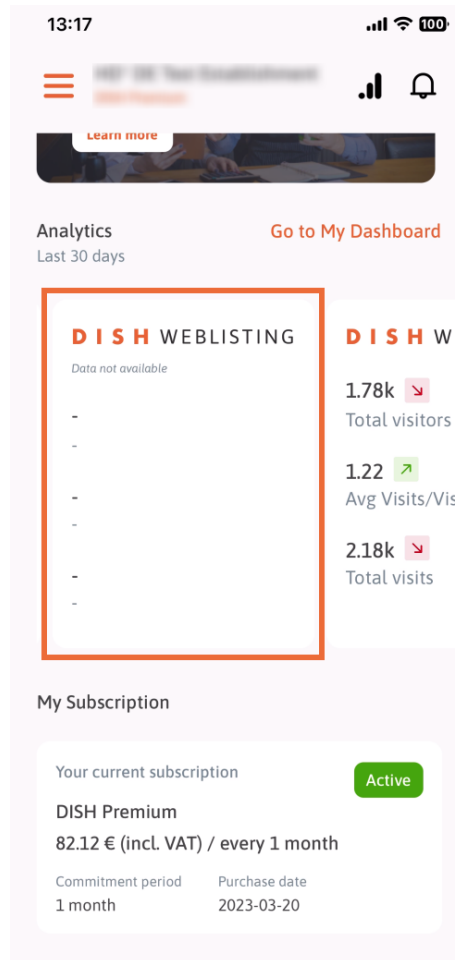 13:17
100
Learn more
Analytics
Go to My Dashboard
Last 30 days
DISH WEBLISTING
Data not available
-
-
-
-
-
-
DISH W
1.78k
Total visitors
1.22
Avg Visits/Vis
2.18k
Total visits
My Subscription
Your current subscription
Active
DISH Premium
82.12 € (incl. VAT) / every 1 month
Commitment period
Purchase date
1 month
2023-03-20